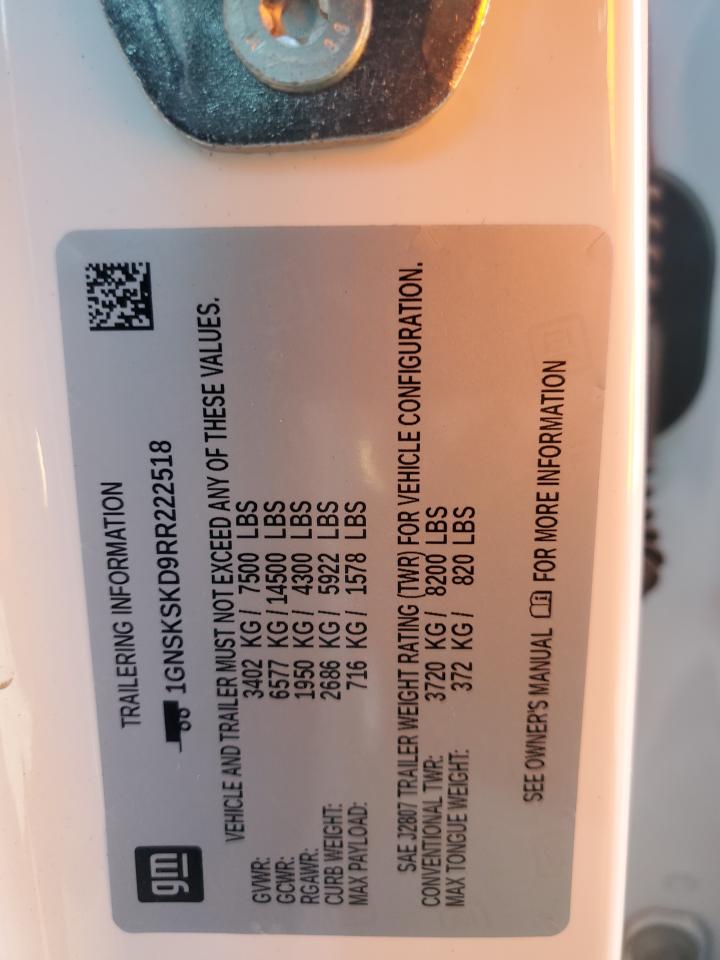 gm
TRAILERING INFORMATION
1GNSKSKD9RR222518
VEHICLE AND TRAILER MUST NOT EXCEED ANY OF THESE VALUES.
GVWR: 3402 KG / 7500 LBS
GCWR: 6577 KG / 14500 LBS
RGAWR: 1950 KG / 4300 LBS
CURB WEIGHT: 2686 KG / 5922 LBS
MAX PAYLOAD: 716 KG / 1578 LBS
SAE J2807 TRAILER WEIGHT RATING (TWR) FOR VEHICLE CONFIGURATION.
CONVENTIONAL TWR: 3720 KG / 8200 LBS
MAX TONGUE WEIGHT: 372 KG / 820 LBS
SEE OWNER'S MANUAL FOR MORE INFORMATION